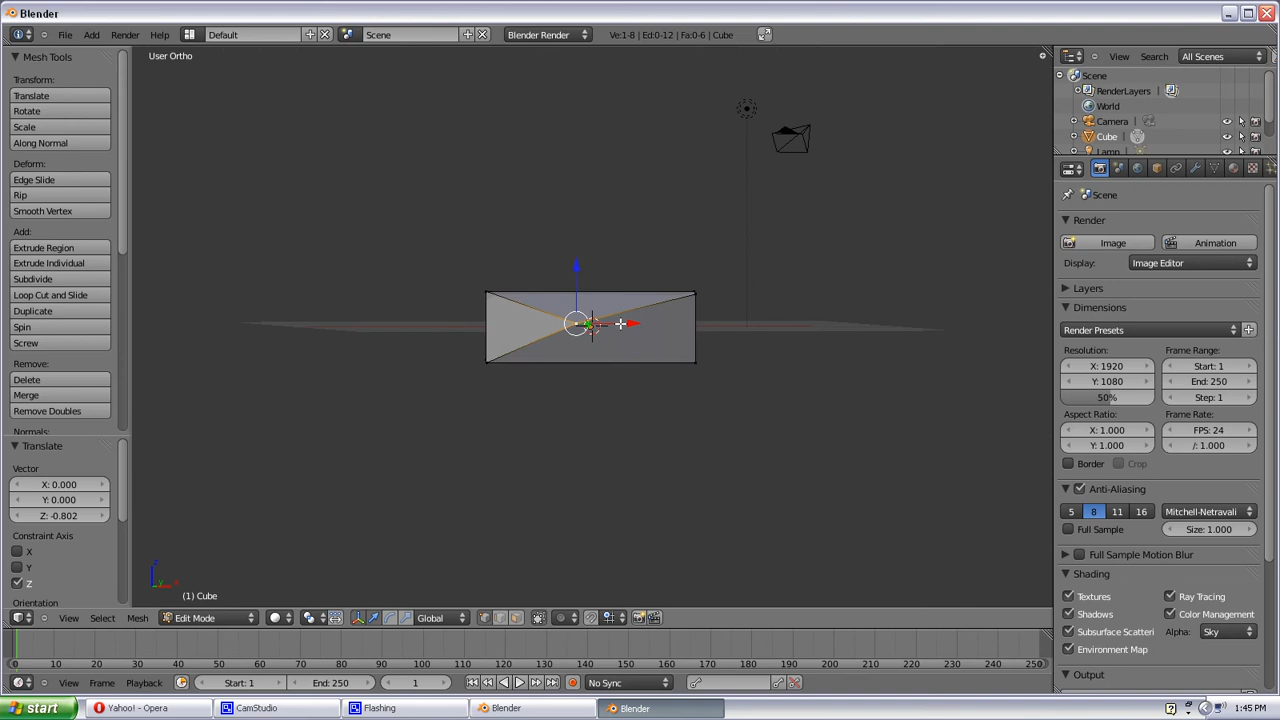 Blender
File Add Render Help Default Scene Blender Render Ve:1-8 | Ed:0-12 | Fa:0-6 | Cube
View Search All Scenes
Mesh Tools
User Ortho
Transform:
Translate
Rotate
Scale
Along Normal
Deform:
Edge Slide
Rip
Smooth Vertex
Add:
Extrude Region
Extrude Individual
Subdivide
Loop Cut and Slide
Duplicate
Spin
Screw
Remove:
Delete
Merge
Remove Doubles
Normals:
Translate
Vector
X: 0.000
Y: 0.000
Z: -0.802
Constraint Axis
X
Y
Z
Orientation
(1) Cube
Scene
RenderLayers
World
Camera
Cube
Lamp
Scene
Render
Image Animation
Display: Image Editor
Layers
Dimensions
Render Presets
Resolution: Frame Range:
X: 1920 Start: 1
Y: 1080 End: 250
50% Step: 1
Aspect Ratio: Frame Rate:
X: 1.000 FPS: 24
Y: 1.000 /: 1.000
Border Crop
Anti-Aliasing
5 8 11 16 Mitchell-Netravali
Full Sample Size: 1.000
Full Sample Motion Blur
Shading
Textures Ray Tracing
Shadows Color Management
Subsurface Scatteri Alpha: Sky
Environment Map
Output
View Select Mesh Edit Mode Global
0 10 20 30 40 50 60 70 80 90 100 110 120 130 140 150 160 170 180 190 200 210 220 230 240 250
View Frame Playback Start: 1 End: 250 1 No Sync
start Yahoo! - Opera CamStudio Flashing Blender Blender 1:45 PM